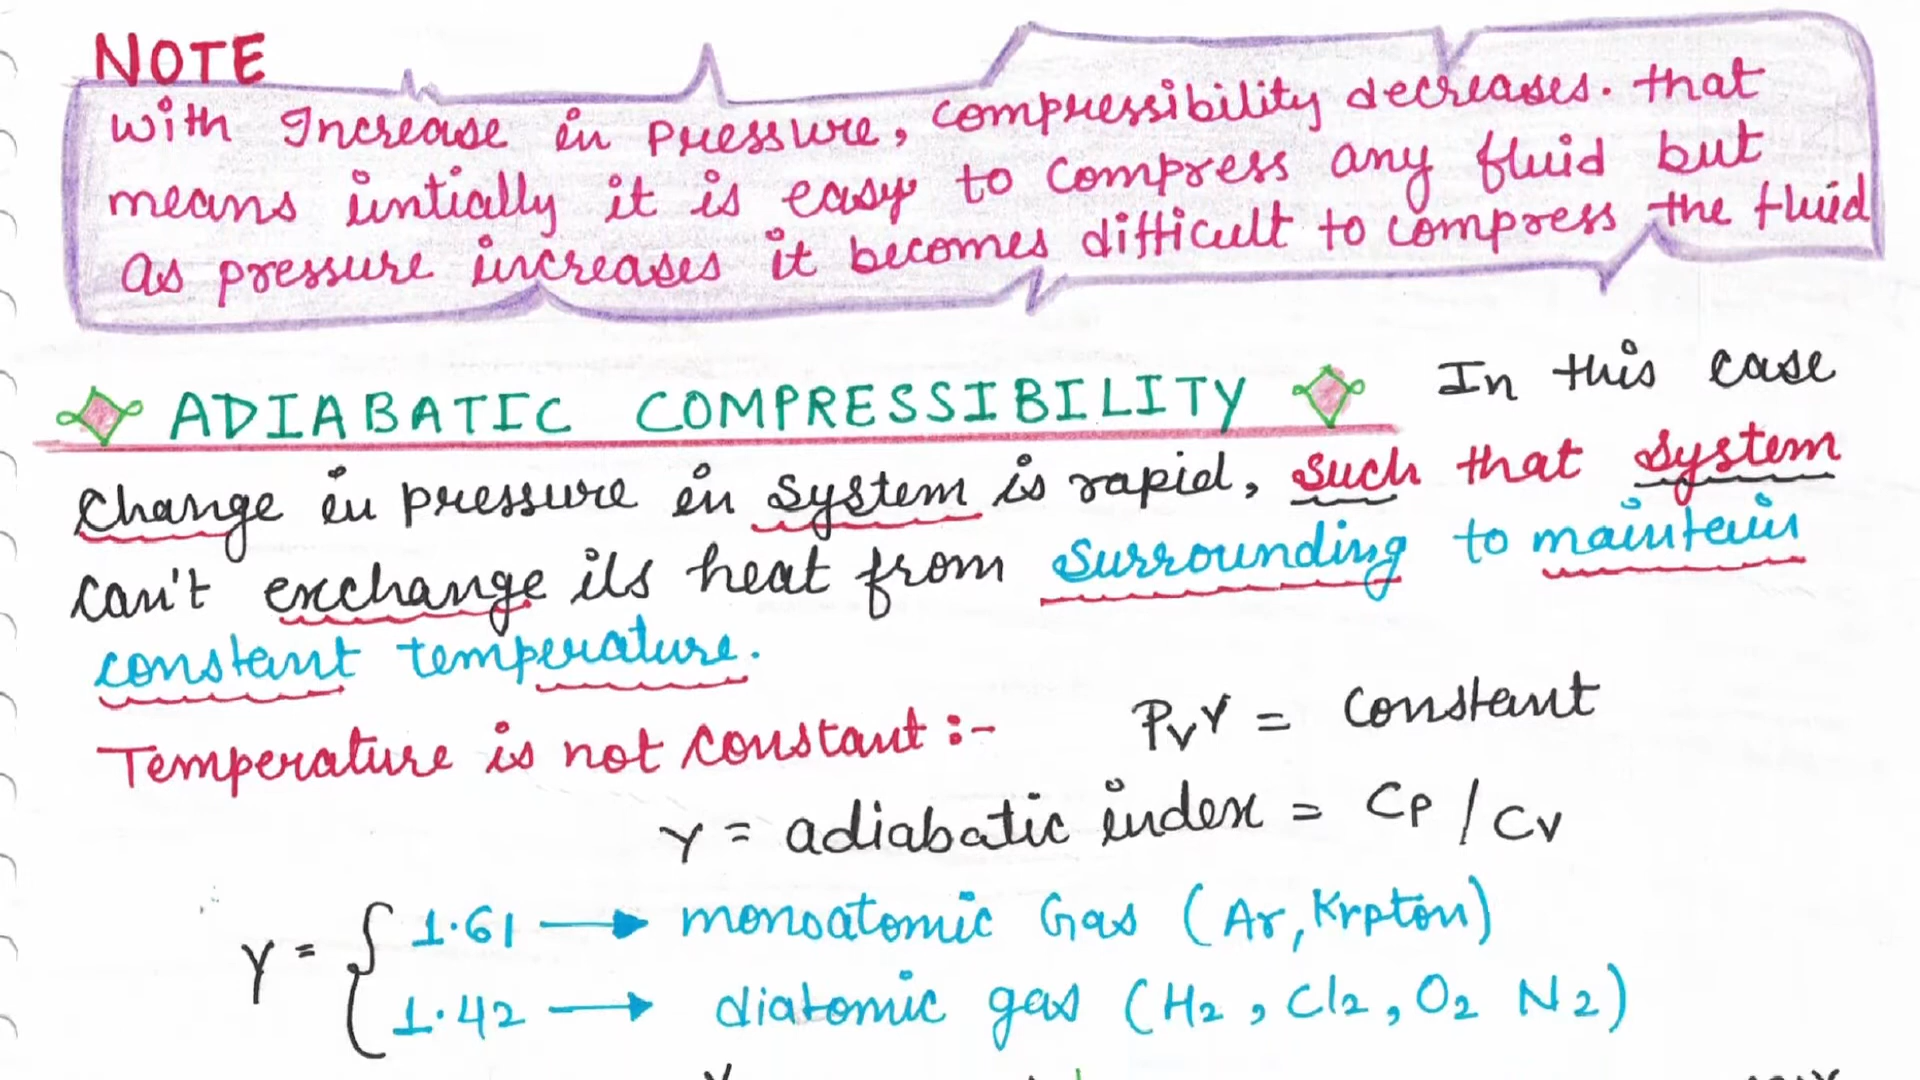 NOTE
with Increase in pressure, compressibility decreases. that
means iintially it is easy to compress any fluid but
as pressure increases it becomes difficult to compress the fluid
ADIABATIC COMPRESSIBILITY In this case
change in pressure in system is rapid, such that system
can't exchange its heat from surrounding to maintain
constant temperature.
Temperature is not constant :- Pvγ = constant
γ = adiabatic index = Cp / Cv
γ = { 1.61 → monoatomic Gas (Ar, Krpton)
1.42 → diatomic gas (H2, Cl2, O2 N2)